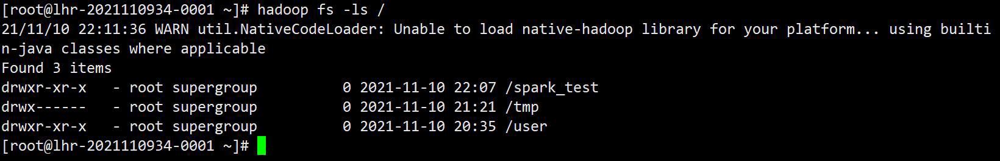 [root@lhr-2021110934-0001 ~]# hadoop fs -ls /
21/11/10 22:11:36 WARN util.NativeCodeLoader: Unable to load native-hadoop library for your platform... using builti
n-java classes where applicable
Found 3 items
drwxr-xr-x   - root supergroup          0 2021-11-10 22:07 /spark_test
drwx------   - root supergroup          0 2021-11-10 21:21 /tmp
drwxr-xr-x   - root supergroup          0 2021-11-10 20:35 /user
[root@lhr-2021110934-0001 ~]#